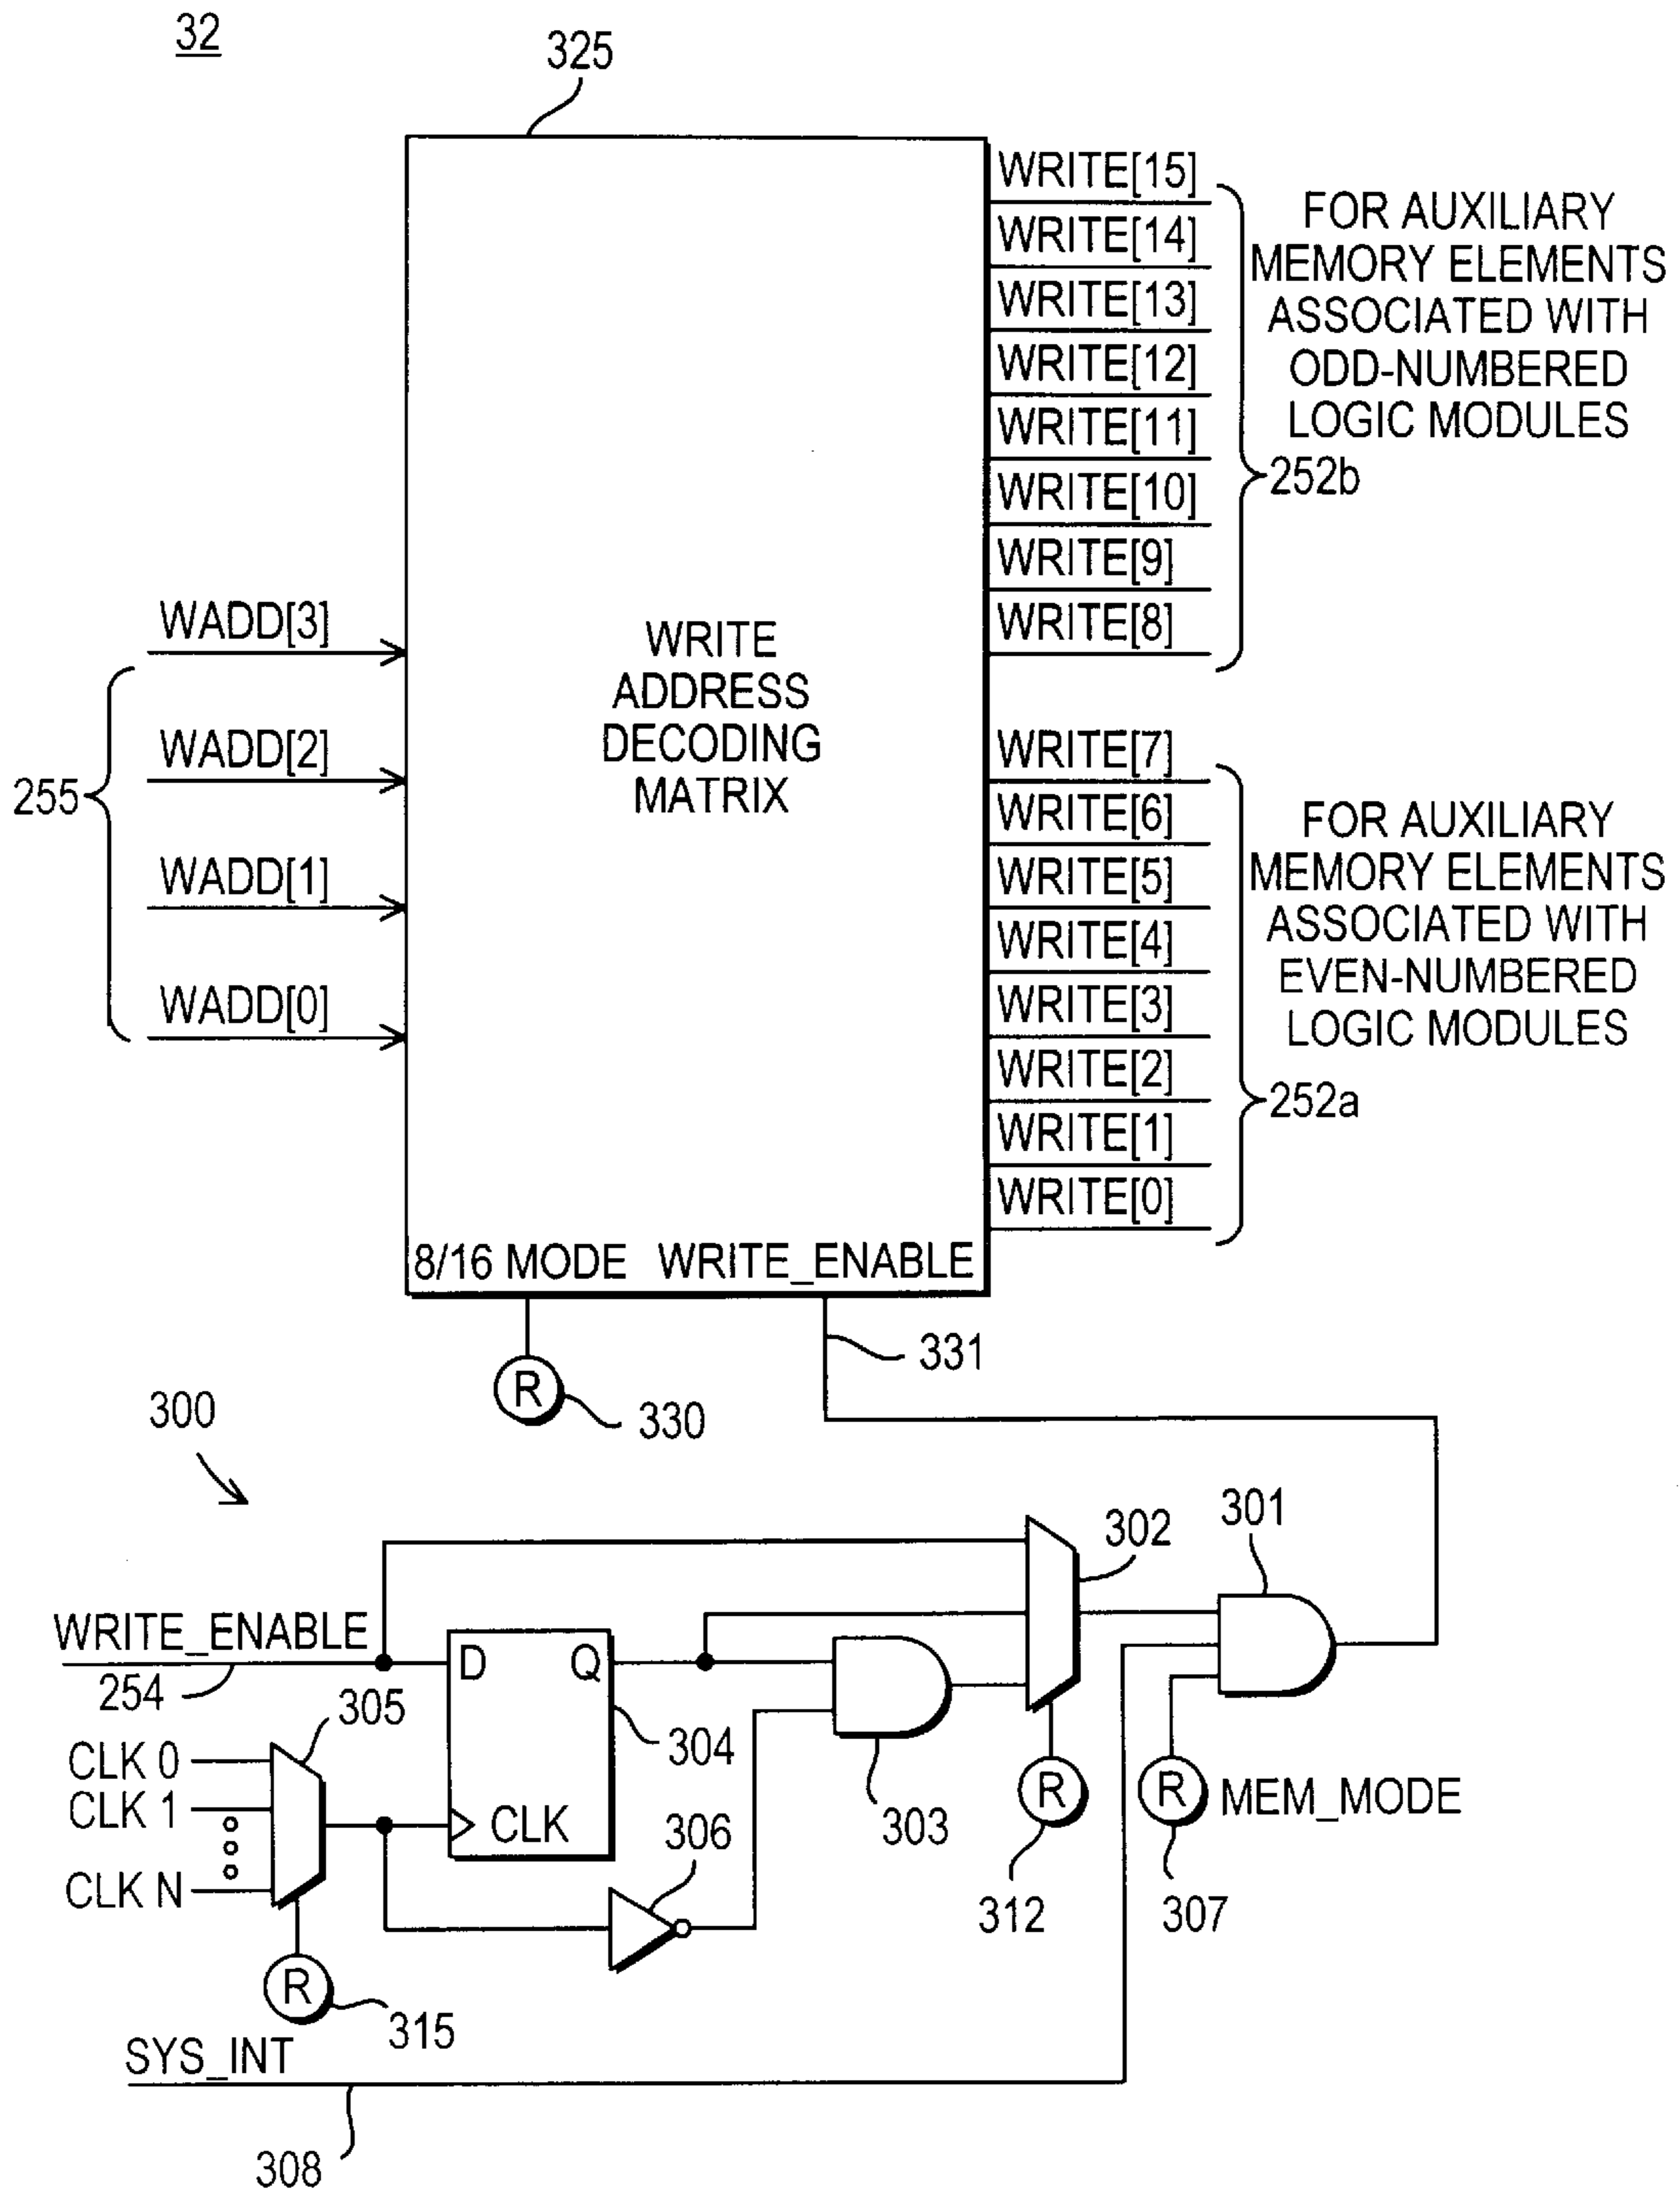 32
325
WRITE[15]
WRITE[14]
WRITE[13]
WRITE[12]
WRITE[11]
WRITE[10]
WRITE[9]
WRITE[8]
FOR AUXILIARY
MEMORY ELEMENTS
ASSOCIATED WITH
ODD-NUMBERED
LOGIC MODULES
252b
WADD[3]
WADD[2]
WADD[1]
WADD[0]
255
WRITE
ADDRESS
DECODING
MATRIX
WRITE[7]
WRITE[6]
WRITE[5]
WRITE[4]
WRITE[3]
WRITE[2]
WRITE[1]
WRITE[0]
FOR AUXILIARY
MEMORY ELEMENTS
ASSOCIATED WITH
EVEN-NUMBERED
LOGIC MODULES
252a
8/16 MODE WRITE_ENABLE
331
R
330
300
302
301
WRITE_ENABLE
254
D Q
CLK
304
305
CLK 0
CLK 1
CLK N
303
306
R
312
R MEM_MODE
307
R
315
SYS_INT
308